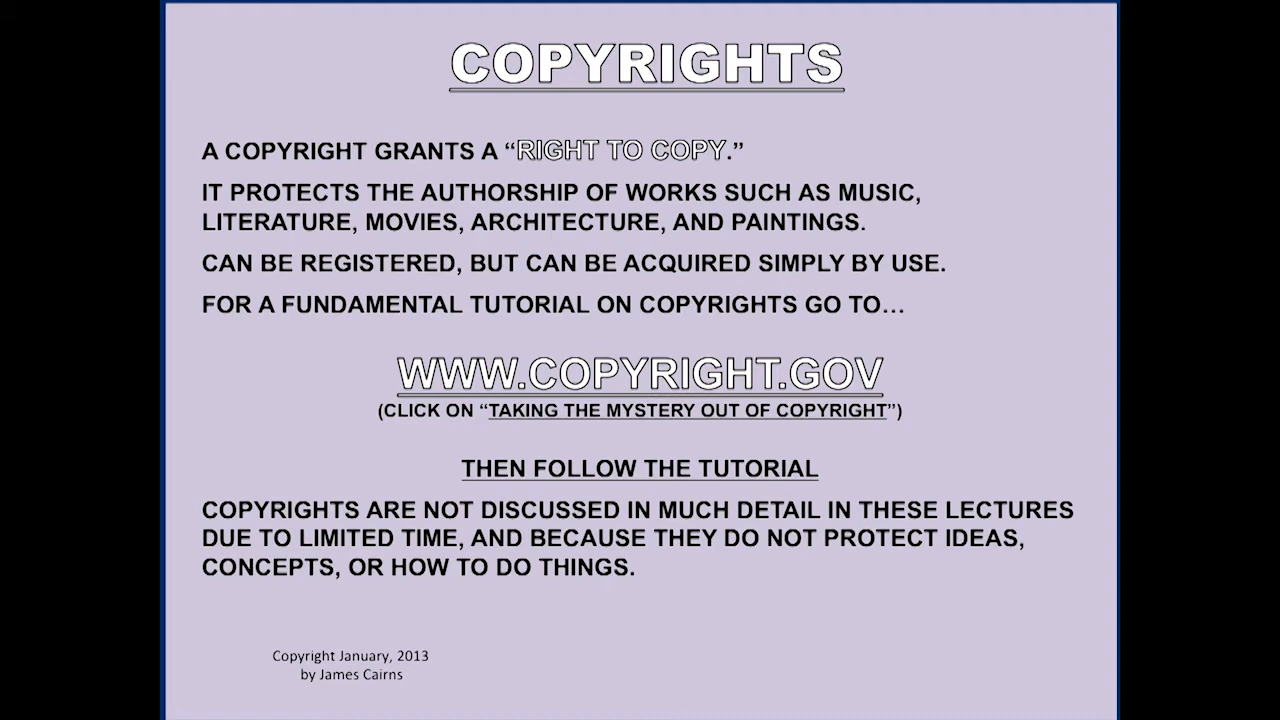 COPYRIGHTS
A COPYRIGHT GRANTS A “RIGHT TO COPY.”
IT PROTECTS THE AUTHORSHIP OF WORKS SUCH AS MUSIC,
LITERATURE, MOVIES, ARCHITECTURE, AND PAINTINGS.
CAN BE REGISTERED, BUT CAN BE ACQUIRED SIMPLY BY USE.
FOR A FUNDAMENTAL TUTORIAL ON COPYRIGHTS GO TO…
WWW.COPYRIGHT.GOV
(CLICK ON “TAKING THE MYSTERY OUT OF COPYRIGHT”)
THEN FOLLOW THE TUTORIAL
COPYRIGHTS ARE NOT DISCUSSED IN MUCH DETAIL IN THESE LECTURES
DUE TO LIMITED TIME, AND BECAUSE THEY DO NOT PROTECT IDEAS,
CONCEPTS, OR HOW TO DO THINGS.
Copyright January, 2013
by James Cairns